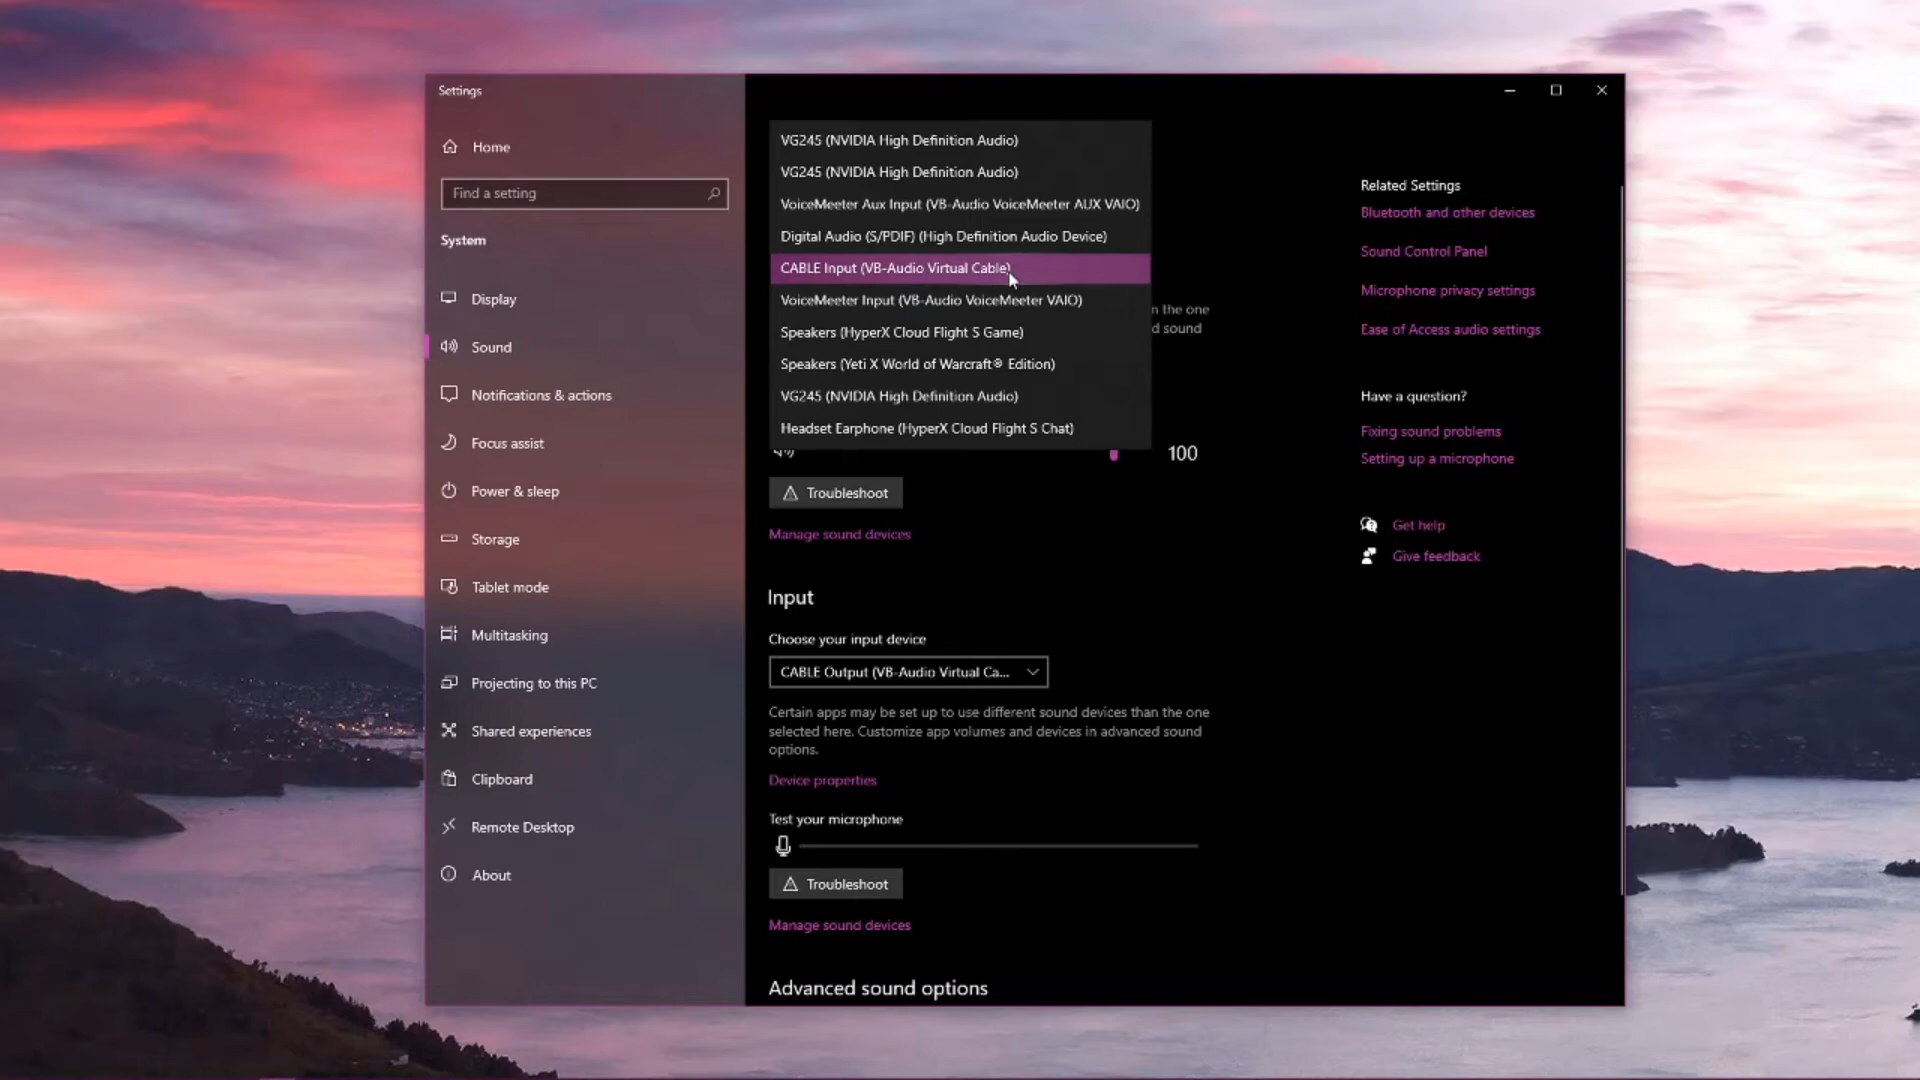 Settings
Home
Find a setting
System
Display
Sound
Notifications & actions
Focus assist
Power & sleep
Storage
Tablet mode
Multitasking
Projecting to this PC
Shared experiences
Clipboard
Remote Desktop
About
VG245 (NVIDIA High Definition Audio)
VG245 (NVIDIA High Definition Audio)
VoiceMeeter Aux Input (VB-Audio VoiceMeeter AUX VAIO)
Digital Audio (S/PDIF) (High Definition Audio Device)
CABLE Input (VB-Audio Virtual Cable)
VoiceMeeter Input (VB-Audio VoiceMeeter VAIO)
Speakers (HyperX Cloud Flight S Game)
Speakers (Yeti X World of Warcraft® Edition)
VG245 (NVIDIA High Definition Audio)
Headset Earphone (HyperX Cloud Flight S Chat)
n the one
d sound
100
Troubleshoot
Manage sound devices
Input
Choose your input device
CABLE Output (VB-Audio Virtual Ca...
Certain apps may be set up to use different sound devices than the one
selected here. Customize app volumes and devices in advanced sound
options.
Device properties
Test your microphone
Troubleshoot
Manage sound devices
Advanced sound options
Related Settings
Bluetooth and other devices
Sound Control Panel
Microphone privacy settings
Ease of Access audio settings
Have a question?
Fixing sound problems
Setting up a microphone
Get help
Give feedback